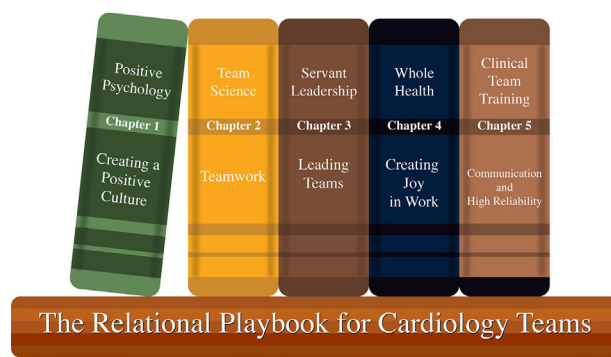 Positive
Psychology
Chapter 1
Creating a
Positive
Culture
Team
Science
Chapter 2
Teamwork
Servant
Leadership
Chapter 3
Leading
Teams
Whole
Health
Chapter 4
Creating
Joy
in Work
Clinical
Team
Training
Chapter 5
Communication
and
High Reliability
The Relational Playbook for Cardiology Teams